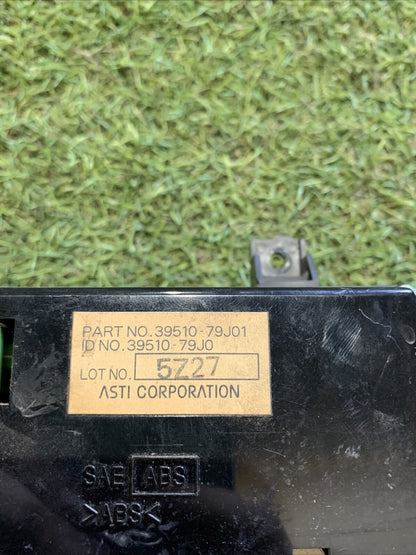 PART NO. 39510-79J01
ID NO. 39510-79J0
LOT NO. 5Z27
ASTI CORPORATION
SAE ABS
>ABS<